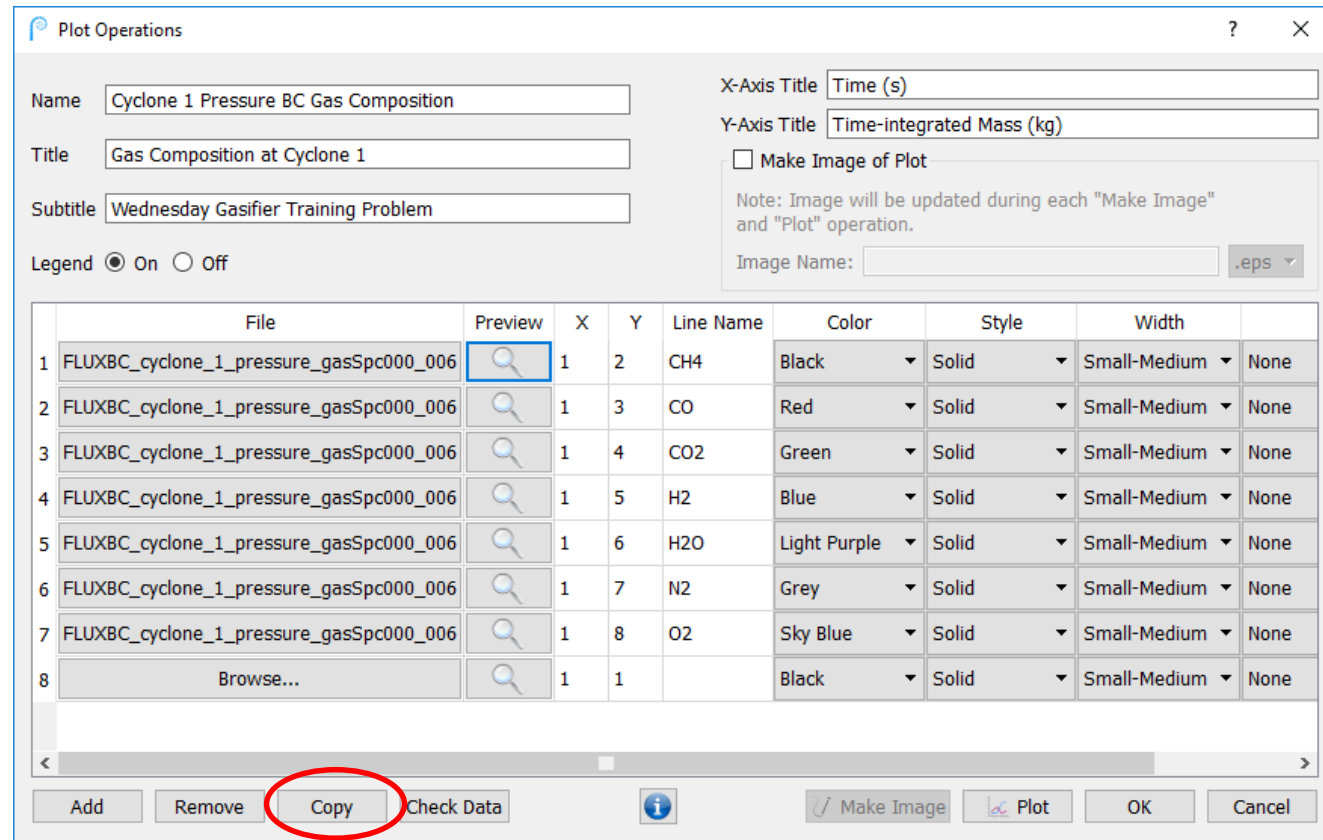 Plot Operations ?
Name Cyclone 1 Pressure BC Gas Composition
Title Gas Composition at Cyclone 1
Subtitle Wednesday Gasifier Training Problem
Legend On Off
X-Axis Title Time (s)
Y-Axis Title Time-integrated Mass (kg)
Make Image of Plot
Note: Image will be updated during each "Make Image"
and "Plot" operation.
Image Name: .eps
File Preview X Y Line Name Color Style Width
1 FLUXBC_cyclone_1_pressure_gasSpc000_006 1 2 CH4 Black Solid Small-Medium None
2 FLUXBC_cyclone_1_pressure_gasSpc000_006 1 3 CO Red Solid Small-Medium None
3 FLUXBC_cyclone_1_pressure_gasSpc000_006 1 4 CO2 Green Solid Small-Medium None
4 FLUXBC_cyclone_1_pressure_gasSpc000_006 1 5 H2 Blue Solid Small-Medium None
5 FLUXBC_cyclone_1_pressure_gasSpc000_006 1 6 H2O Light Purple Solid Small-Medium None
6 FLUXBC_cyclone_1_pressure_gasSpc000_006 1 7 N2 Grey Solid Small-Medium None
7 FLUXBC_cyclone_1_pressure_gasSpc000_006 1 8 O2 Sky Blue Solid Small-Medium None
8 Browse... 1 1 Black Solid Small-Medium None
Add Remove Copy Check Data i Make Image Plot OK Cancel